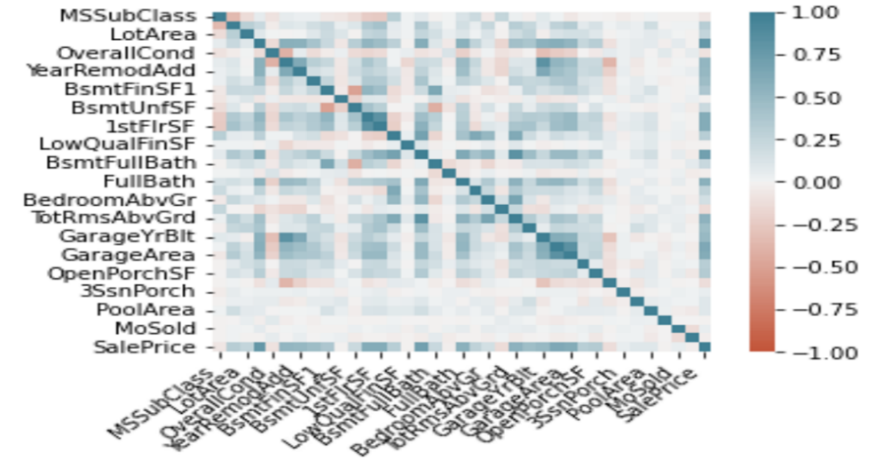 MSSubClass
LotArea
OverallCond
YearRemodAdd
BsmtFinSF1
BsmtUnfSF
1stFlrSF
LowQualFinSF
BsmtFullBath
FullBath
BedroomAbvGr
TotRmsAbvGrd
GarageYrBlt
GarageArea
OpenPorchSF
3SsnPorch
PoolArea
MoSold
SalePrice
MSSubClass
LotArea
OverallCond
YearRemodAdd
BsmtFinSF1
BsmtUnfSF
1stFlrSF
LowQualFinSF
BsmtFullBath
FullBath
BedroomAbvGr
TotRmsAbvGrd
GarageYrBlt
GarageArea
OpenPorchSF
3SsnPorch
PoolArea
MoSold
SalePrice
1.00
0.75
0.50
0.25
0.00
−0.25
−0.50
−0.75
−1.00